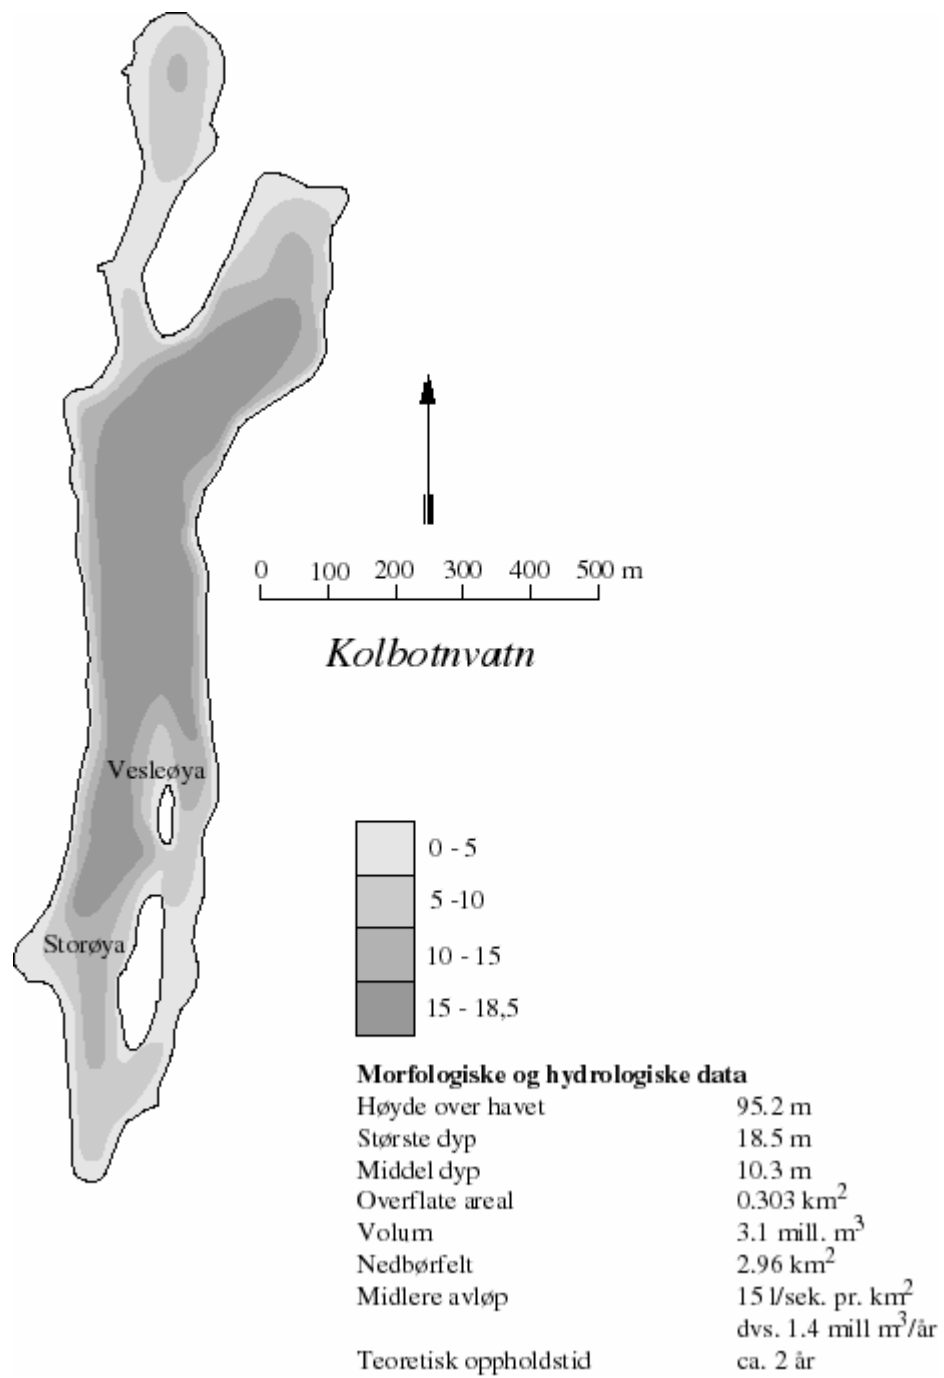 0 100 200 300 400 500 m
Kolbotnvatn
Vesleøya
Storøya
0 - 5
5 -10
10 - 15
15 - 18,5
Morfologiske og hydrologiske data
Høyde over havet 95.2 m
Største dyp 18.5 m
Middel dyp 10.3 m
Overflate areal 0.303 km²
Volum 3.1 mill. m³
Nedbørfelt 2.96 km²
Midlere avløp 15 l/sek. pr. km²
dvs. 1.4 mill m³/år
Teoretisk oppholdstid ca. 2 år